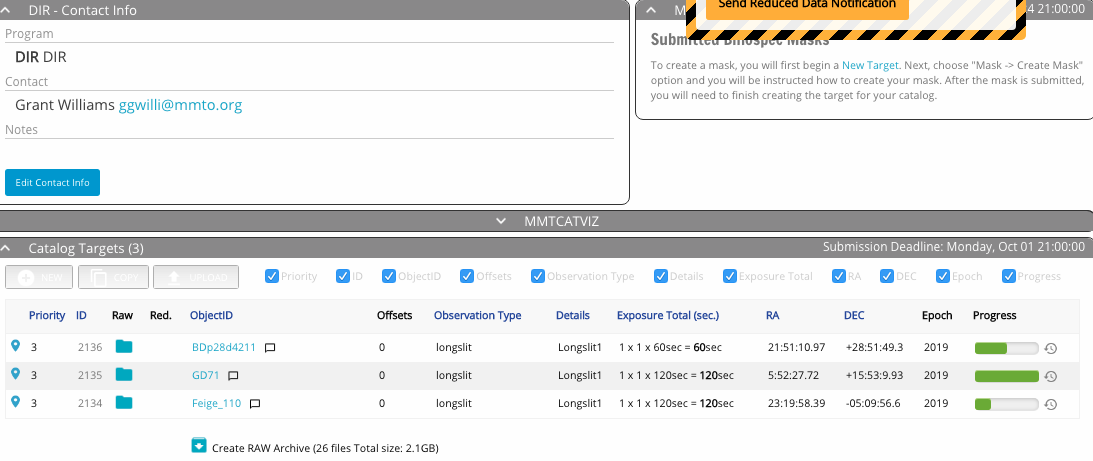 DIR - Contact Info
Program
DIR DIR
Contact
Grant Williams ggwilli@mmto.org
Notes
Edit Contact Info
Send Reduced Data Notification
M
4 21:00:00
Submitted Binospec Masks
To create a mask, you will first begin a New Target. Next, choose "Mask -> Create Mask"
option and you will be instructed how to create your mask. After the mask is submitted,
you will need to finish creating the target for your catalog.
MMTCATVIZ
Catalog Targets (3) Submission Deadline: Monday, Oct 01 21:00:00
NEW COPY UPLOAD Priority ID ObjectID Offsets Observation Type Details Exposure Total RA DEC Epoch Progress
Priority ID Raw Red. ObjectID Offsets Observation Type Details Exposure Total (sec.) RA DEC Epoch Progress
3 2136 BDp28d4211 0 longslit Longslit1 1 x 1 x 60sec = 60sec 21:51:10.97 +28:51:49.3 2019
3 2135 GD71 0 longslit Longslit1 1 x 1 x 120sec = 120sec 5:52:27.72 +15:53:9.93 2019
3 2134 Feige_110 0 longslit Longslit1 1 x 1 x 120sec = 120sec 23:19:58.39 -05:09:56.6 2019
Create RAW Archive (26 files Total size: 2.1GB)